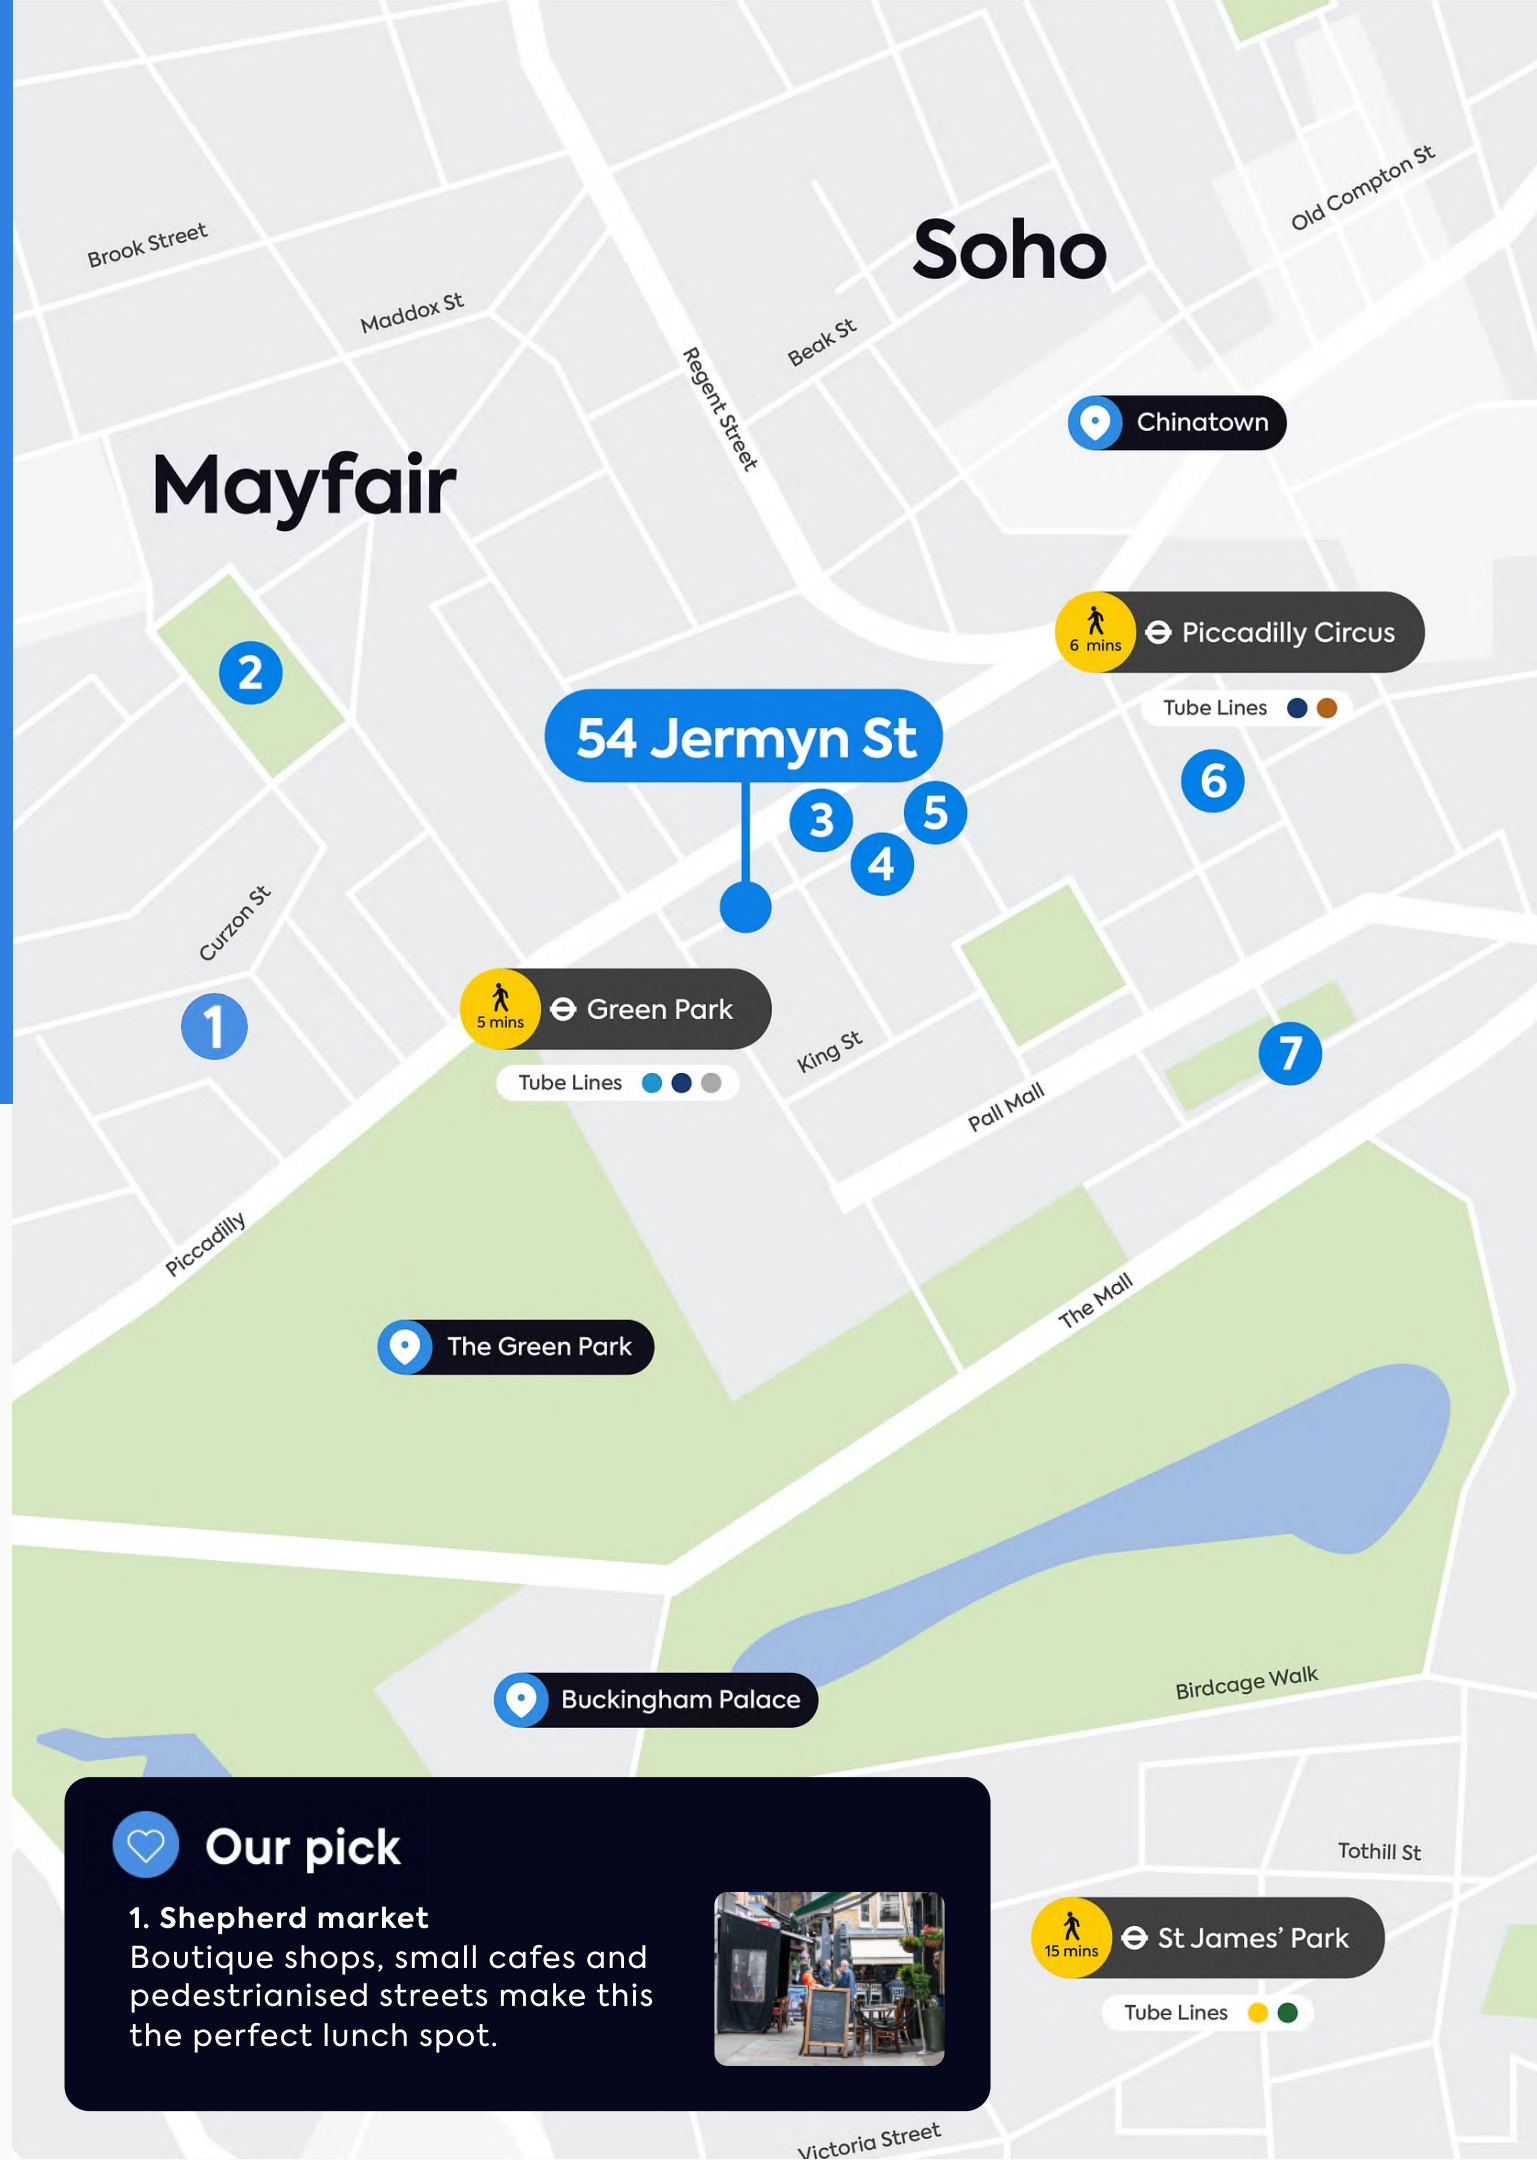 Old Compton St
Soho
Brook Street
Maddox St
Beak St
Regent Street
Chinatown
Mayfair
6 mins
Piccadilly Circus
Tube Lines
2
54 Jermyn St
6
3
5
4
Curzon St
1
5 mins
Green Park
King St
7
Tube Lines
Pall Mall
Piccadilly
The Mall
The Green Park
Birdcage Walk
Buckingham Palace
Our pick
Tothill St
1. Shepherd market
Boutique shops, small cafes and
pedestrianised streets make this
the perfect lunch spot.
15 mins
St James’ Park
Tube Lines
Victoria Street